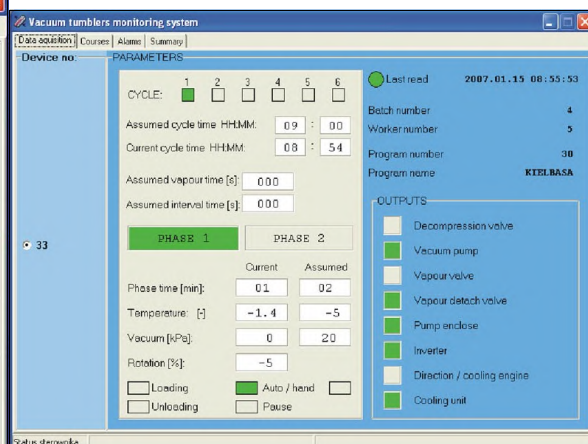 Vacuum tumblers monitoring system
Data aquisition Courses Alarms Summary
Device no:
33
PARAMETERS
1 2 3 4 5 6
CYCLE:
Assumed cycle time HH:MM: 09 : 00
Current cycle time HH:MM: 08 : 54
Assumed vapour time [s]: 000
Assumed interval time [s]: 000
PHASE 1 PHASE 2
Current Assumed
Phase time [min]: 01 02
Temperature: [-] -1.4 -5
Vacuum [kPa]: 0 20
Rotation [%]: -5
Loading Auto / hand
Unloading Pause
Last read 2007.01.15 08:55:53
Batch number 4
Worker number 5
Program number 30
Program name KIELBASA
OUTPUTS
Decompression valve
Vacuum pump
Vapour valve
Vapour detach valve
Pump enclose
Inverter
Direction / cooling engine
Cooling unit
Status sterownika